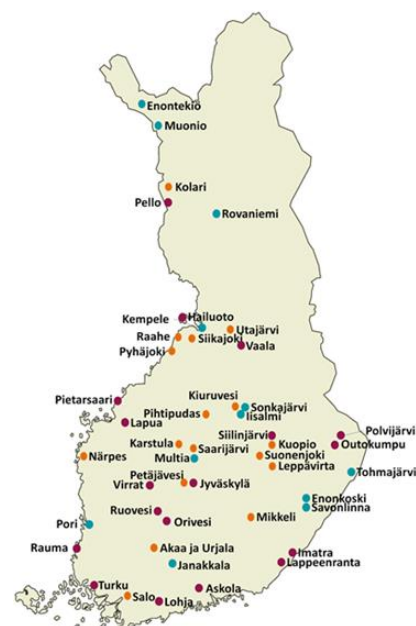 Enontekiö
Muonio
Kolari
Pello
Rovaniemi
Kempele
Hailuoto
Utajärvi
Raahe
Siikajoki
Vaala
Pyhäjoki
Kiuruvesi
Pietarsaari
Sonkajärvi
Pihtipudas
Iisalmi
Lapua
Siilinjärvi
Polvijärvi
Karstula
Kuopio
Outokumpu
Närpes
Saarijärvi
Suonenjoki
Multia
Leppävirta
Tohmajärvi
Petäjävesi
Virrat
Jyväskylä
Enonkoski
Savonlinna
Ruovesi
Orivesi
Mikkeli
Pori
Rauma
Akaa ja Urjala
Imatra
Janakkala
Lappeenranta
Turku
Askola
Salo
Lohja